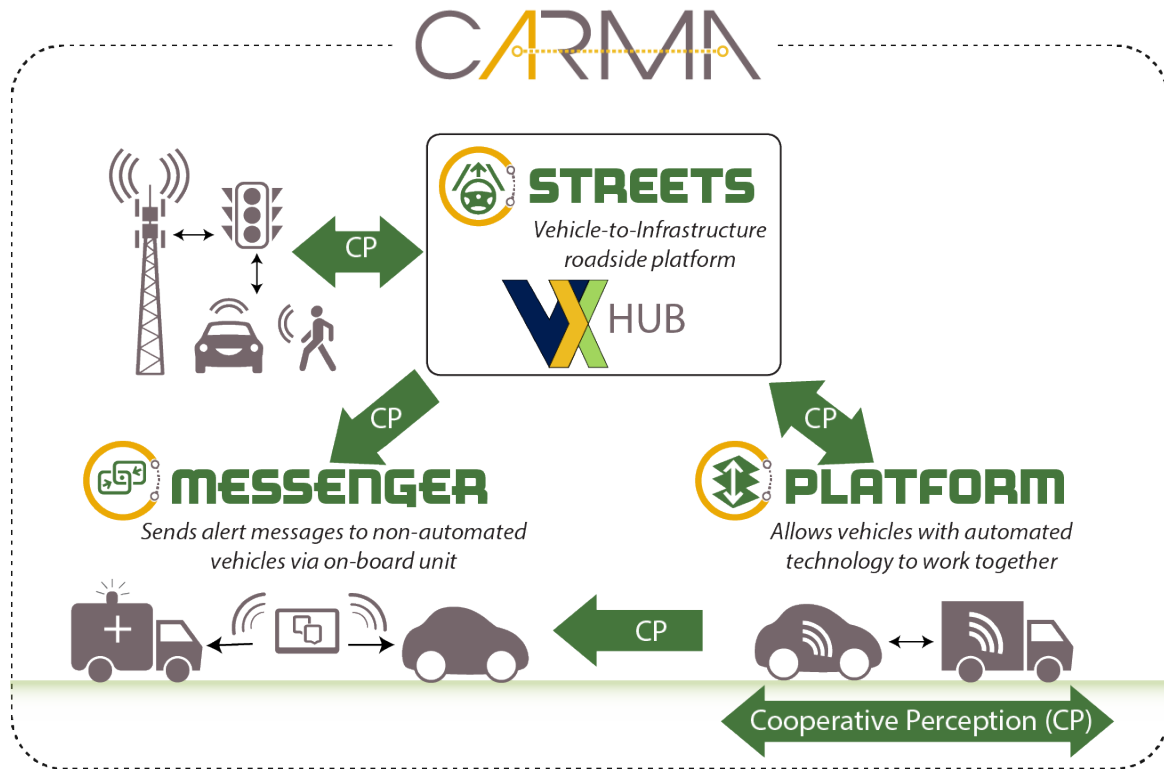 CARMA
STREETS
Vehicle-to-Infrastructure
roadside platform
VX HUB
CP
CP
CP
MESSENGER
Sends alert messages to non-automated
vehicles via on-board unit
PLATFORM
Allows vehicles with automated
technology to work together
CP
Cooperative Perception (CP)